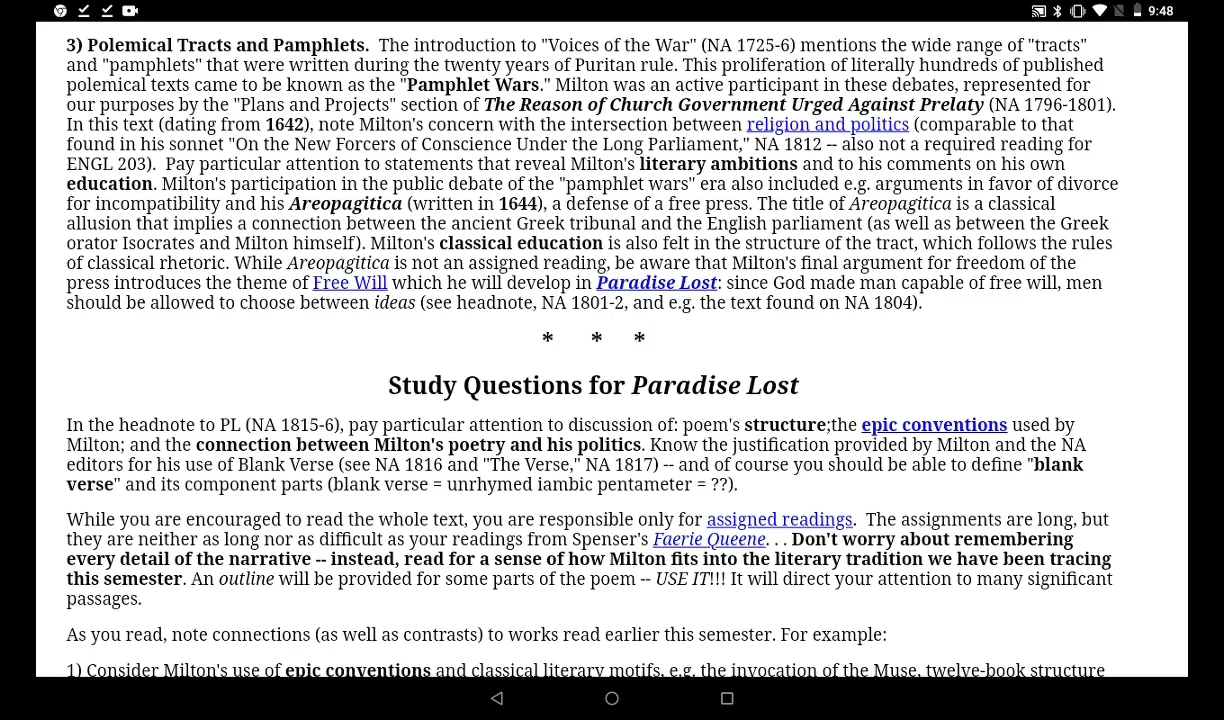 9:48
3) Polemical Tracts and Pamphlets. The introduction to "Voices of the War" (NA 1725-6) mentions the wide range of "tracts"
and "pamphlets" that were written during the twenty years of Puritan rule. This proliferation of literally hundreds of published
polemical texts came to be known as the "Pamphlet Wars." Milton was an active participant in these debates, represented for
our purposes by the "Plans and Projects" section of The Reason of Church Government Urged Against Prelaty (NA 1796-1801).
In this text (dating from 1642), note Milton's concern with the intersection between religion and politics (comparable to that
found in his sonnet "On the New Forcers of Conscience Under the Long Parliament," NA 1812 -- also not a required reading for
ENGL 203). Pay particular attention to statements that reveal Milton's literary ambitions and to his comments on his own
education. Milton's participation in the public debate of the "pamphlet wars" era also included e.g. arguments in favor of divorce
for incompatibility and his Areopagitica (written in 1644), a defense of a free press. The title of Areopagitica is a classical
allusion that implies a connection between the ancient Greek tribunal and the English parliament (as well as between the Greek
orator Isocrates and Milton himself). Milton's classical education is also felt in the structure of the tract, which follows the rules
of classical rhetoric. While Areopagitica is not an assigned reading, be aware that Milton's final argument for freedom of the
press introduces the theme of Free Will which he will develop in Paradise Lost: since God made man capable of free will, men
should be allowed to choose between ideas (see headnote, NA 1801-2, and e.g. the text found on NA 1804).
* * *
Study Questions for Paradise Lost
In the headnote to PL (NA 1815-6), pay particular attention to discussion of: poem's structure;the epic conventions used by
Milton; and the connection between Milton's poetry and his politics. Know the justification provided by Milton and the NA
editors for his use of Blank Verse (see NA 1816 and "The Verse," NA 1817) -- and of course you should be able to define "blank
verse" and its component parts (blank verse = unrhymed iambic pentameter = ??).
While you are encouraged to read the whole text, you are responsible only for assigned readings. The assignments are long, but
they are neither as long nor as difficult as your readings from Spenser's Faerie Queene. . . Don't worry about remembering
every detail of the narrative -- instead, read for a sense of how Milton fits into the literary tradition we have been tracing
this semester. An outline will be provided for some parts of the poem -- USE IT!!! It will direct your attention to many significant
passages.
As you read, note connections (as well as contrasts) to works read earlier this semester. For example:
1) Consider Milton's use of epic conventions and classical literary motifs, e.g. the invocation of the Muse, twelve-book structure